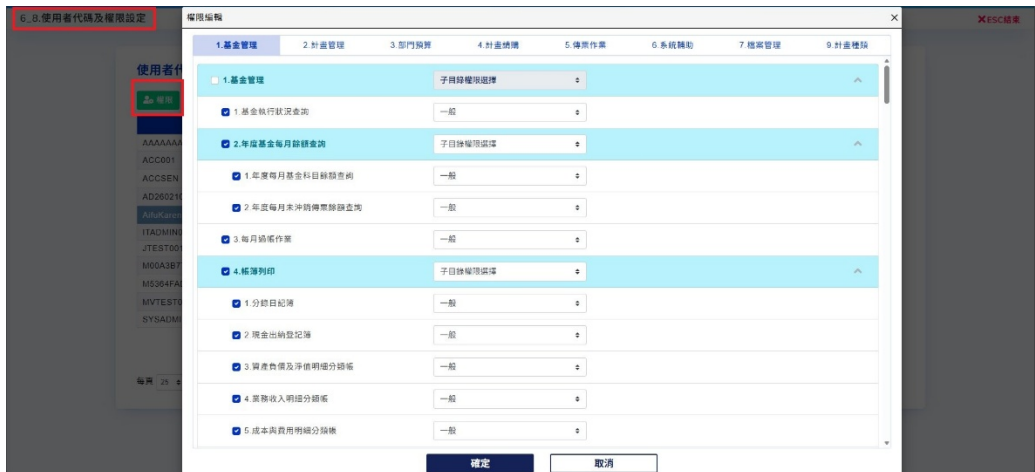 6_8.使用者代碼及權限設定
權限編輯
×
×ESC結束
1.基金管理 2.計畫管理 3.部門預算 4.計畫請購 5.傳票作業 6.系統輔助 7.檔案管理 9.計畫種類
使用者代
權限
1.基金管理 子目錄權限選擇
1.基金執行狀況查詢 一般
2.年度基金每月餘額查詢 子目錄權限選擇
1.年度每月基金科目餘額查詢 一般
2.年度每月未沖銷傳票餘額查詢 一般
3.每月過帳作業 一般
4.帳簿列印 子目錄權限選擇
1.分錄日記簿 一般
2.現金出納登記簿 一般
3.資產負債及淨值明細分類帳 一般
4.業務收入明細分類帳 一般
5.成本與費用明細分類帳 一般
AAAAAAA
ACC001
ACCSEN
AD260216
ITADMIN0
JTEST001
M00A3B7
MVTEST0
SYSADMI
每頁 25
確定 取消